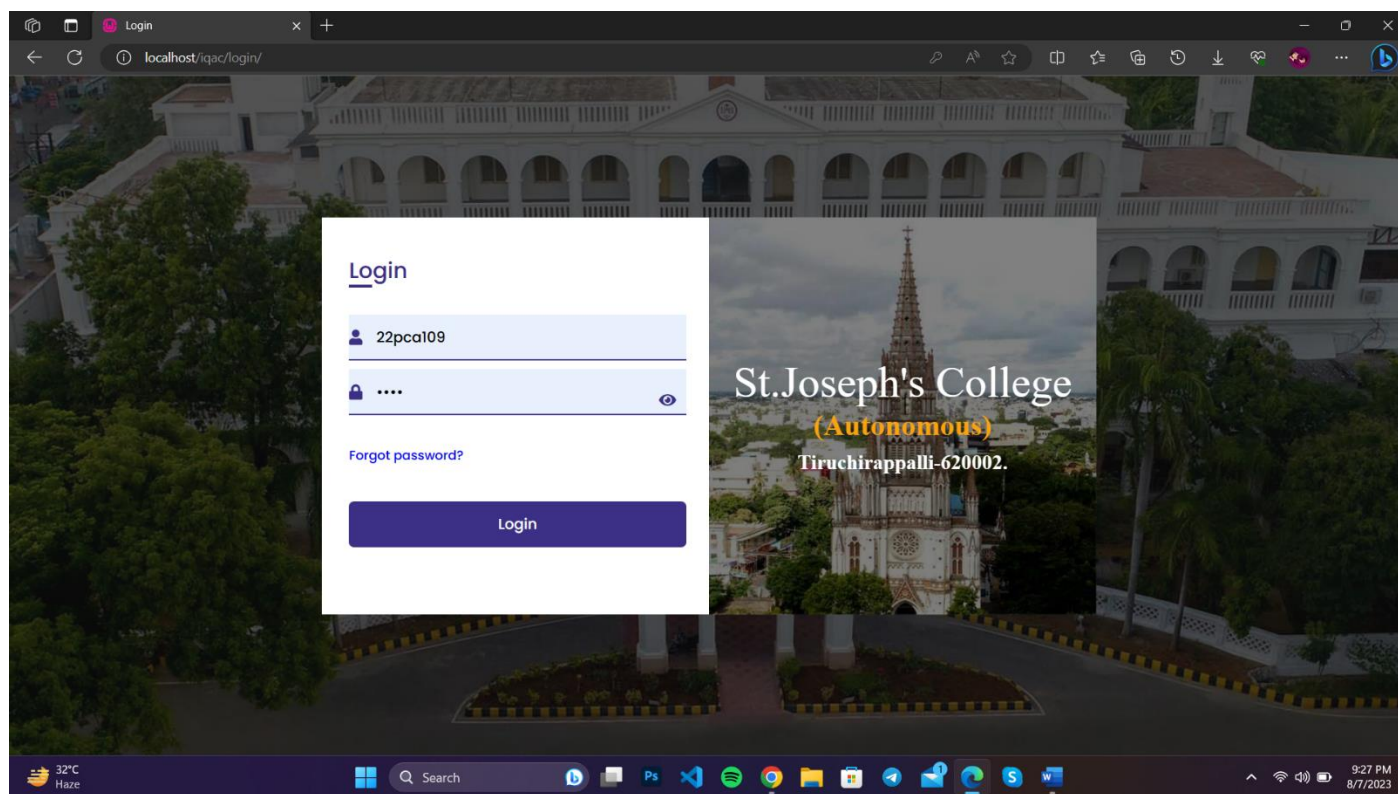 Login
localhost/iqac/login/
Login
22pca109
••••
Forgot password?
Login
St.Joseph's College
(Autonomous)
Tiruchirappalli-620002.
32°C
Haze
Search
9:27 PM
8/7/2023